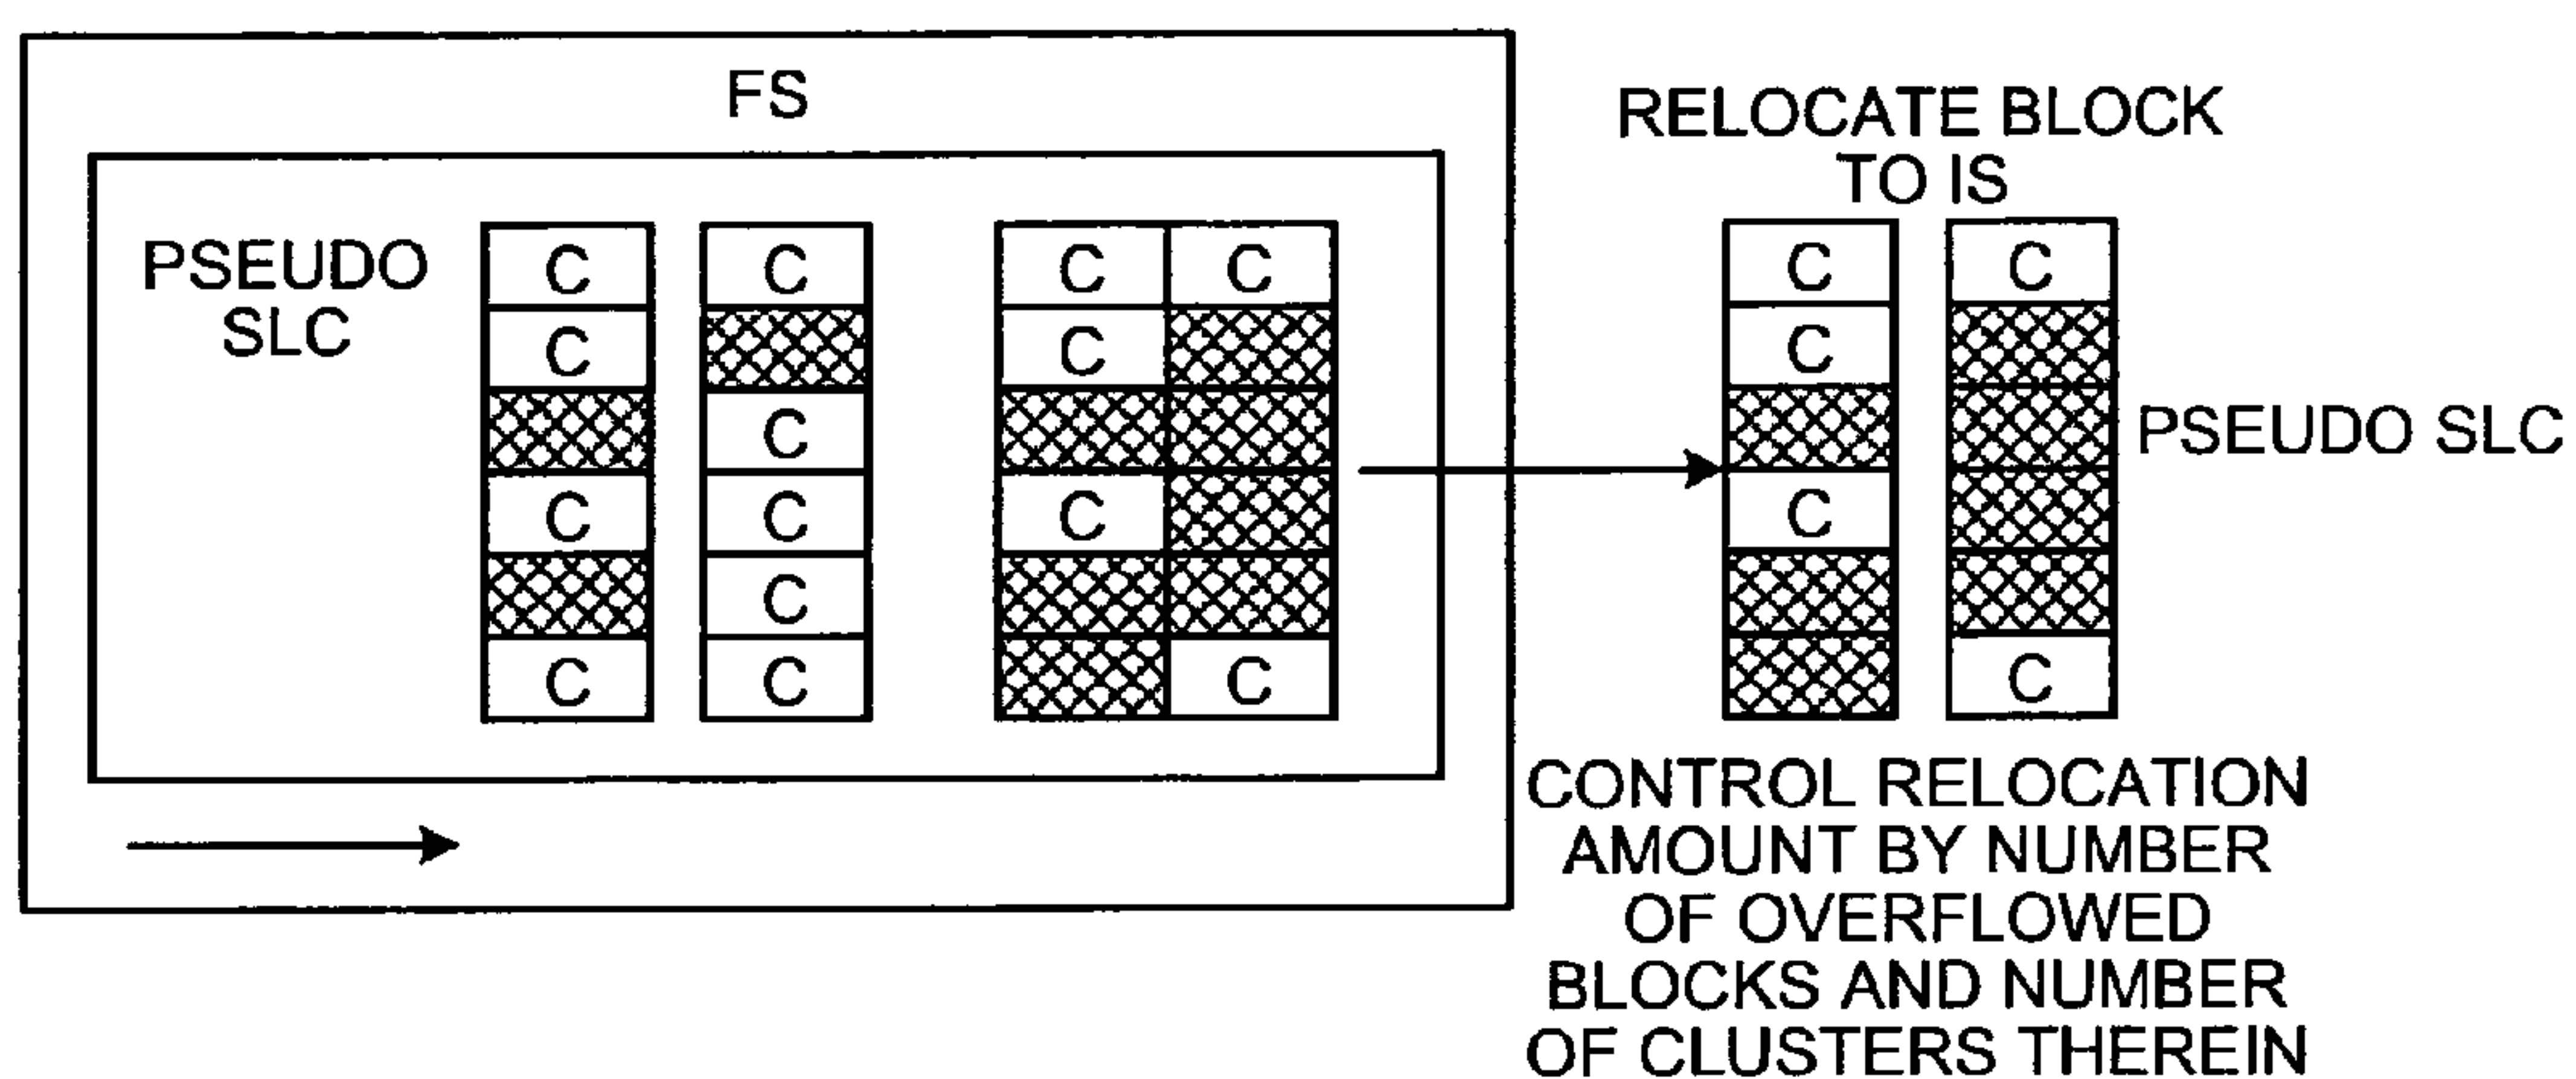 FS
RELOCATE BLOCK
TO IS
PSEUDO
SLC
C C C C C C
C C C
C
C C C C
C
C C C C
PSEUDO SLC
CONTROL RELOCATION
AMOUNT BY NUMBER
OF OVERFLOWED
BLOCKS AND NUMBER
OF CLUSTERS THEREIN